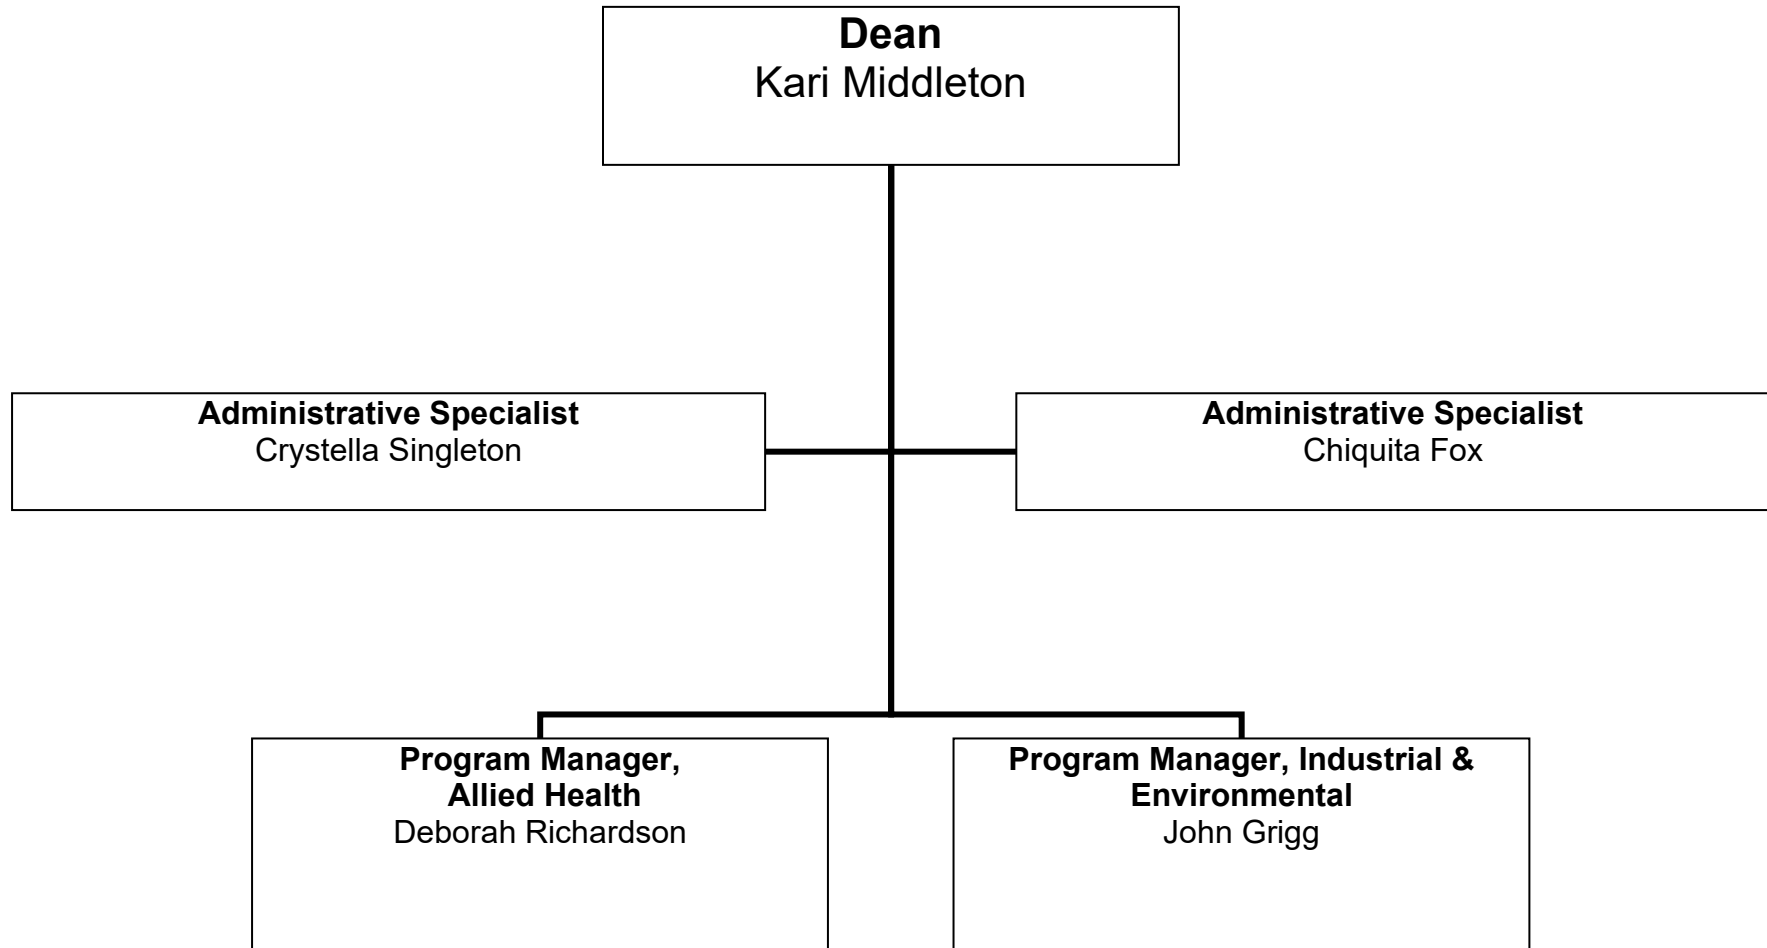 Dean
Kari Middleton
Administrative Specialist
Crystella Singleton
Administrative Specialist
Chiquita Fox
Program Manager,
Allied Health
Deborah Richardson
Program Manager, Industrial &
Environmental
John Grigg